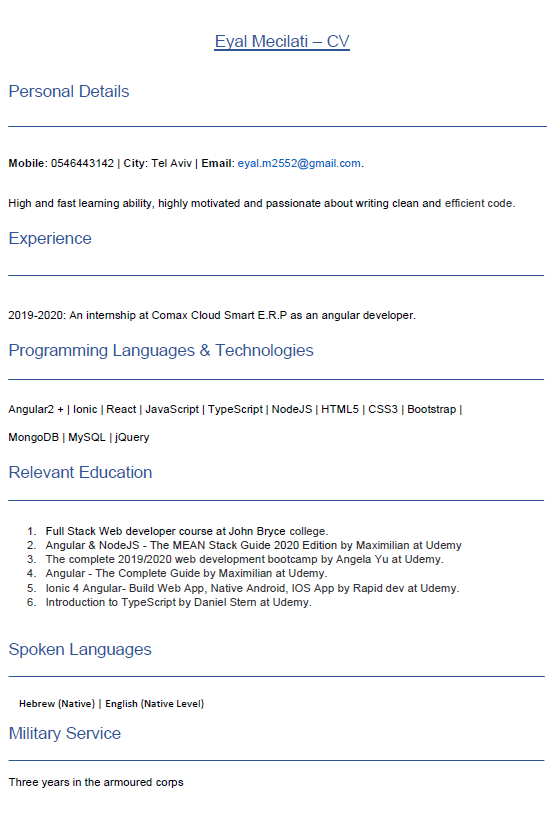 Eyal Mecilati – CV
Personal Details
Mobile: 0546443142 | City: Tel Aviv | Email: eyal.m2552@gmail.com.
High and fast learning ability, highly motivated and passionate about writing clean and efficient code.
Experience
2019-2020: An internship at Comax Cloud Smart E.R.P as an angular developer.
Programming Languages & Technologies
Angular2 + | Ionic | React | JavaScript | TypeScript | NodeJS | HTML5 | CSS3 | Bootstrap |
MongoDB | MySQL | jQuery
Relevant Education
1. Full Stack Web developer course at John Bryce college.
2. Angular & NodeJS - The MEAN Stack Guide 2020 Edition by Maximilian at Udemy
3. The complete 2019/2020 web development bootcamp by Angela Yu at Udemy.
4. Angular - The Complete Guide by Maximilian at Udemy.
5. Ionic 4 Angular- Build Web App, Native Android, IOS App by Rapid dev at Udemy.
6. Introduction to TypeScript by Daniel Stern at Udemy.
Spoken Languages
Hebrew (Native) | English (Native Level)
Military Service
Three years in the armoured corps